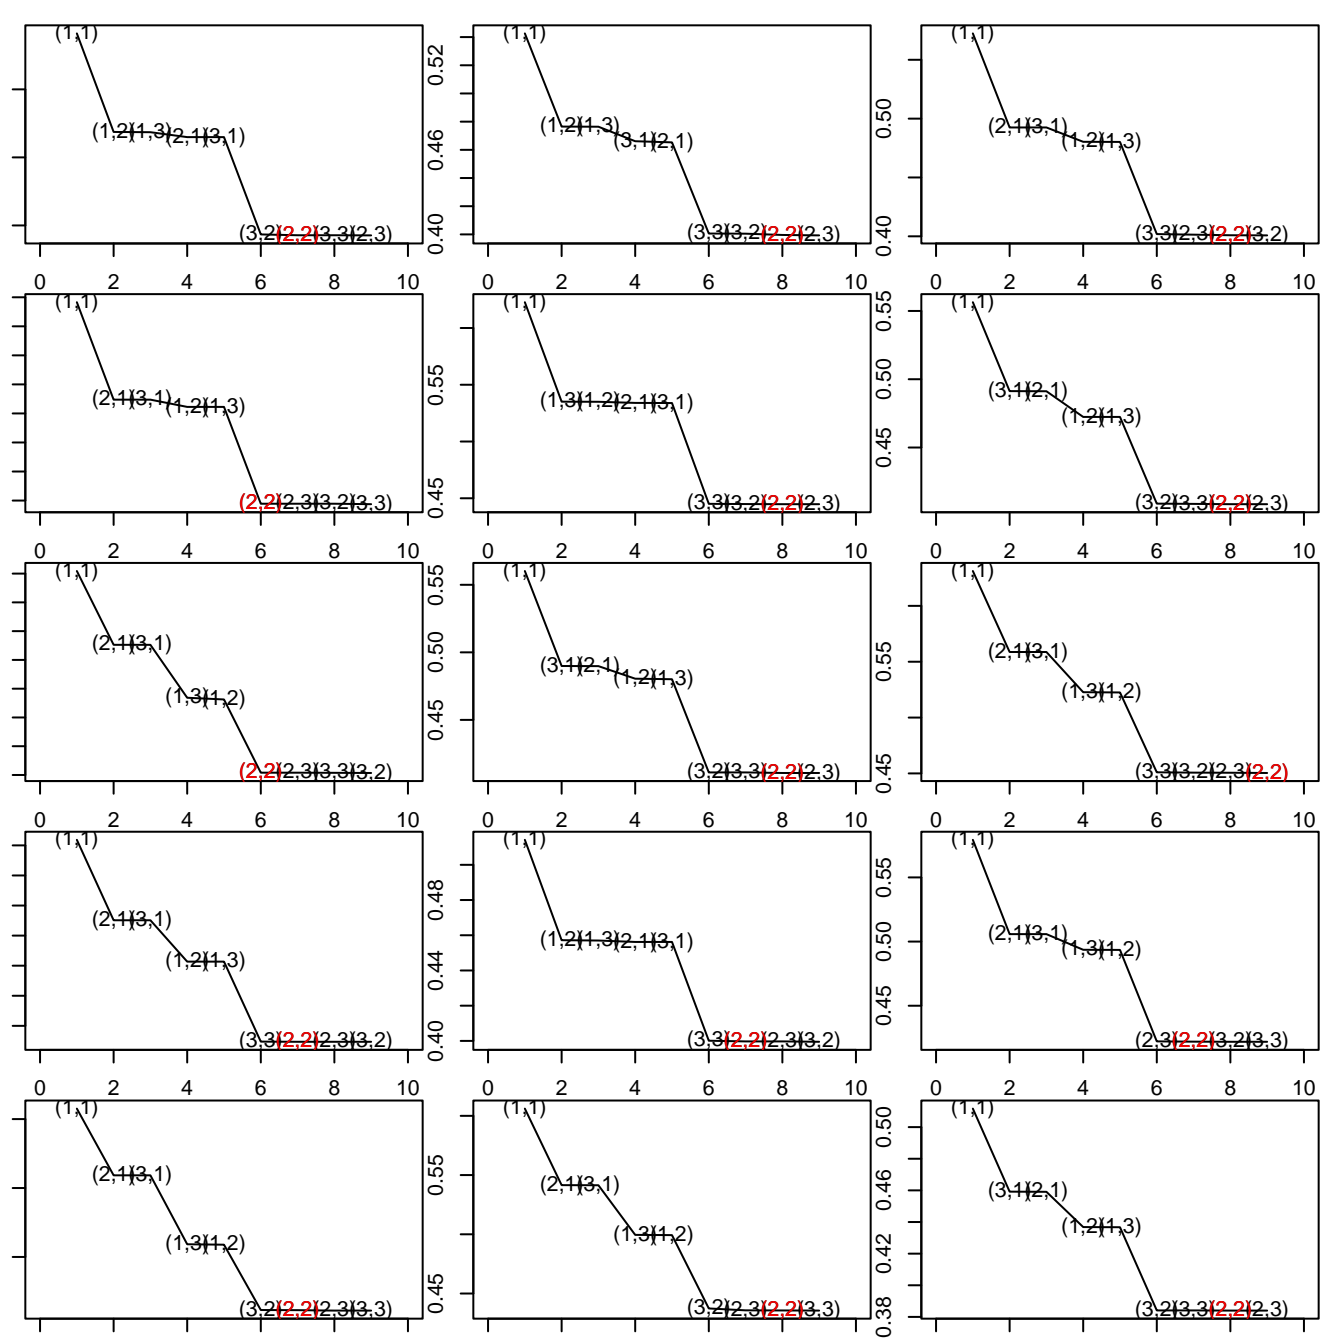 (1,1)
(1,2) (1,3) (2,1) (3,1)
(3,2) (2,2) (3,3) (2,3)
0 2 4 6 8 10
0.52
0.46
0.40
(1,1)
(1,2) (1,3) (3,1) (2,1)
(3,3) (3,2) (2,2) (2,3)
0 2 4 6 8 10
0.50
0.40
(1,1)
(2,1) (3,1) (1,2) (1,3)
(3,3) (2,3) (2,2) (3,2)
0 2 4 6 8 10
(1,1)
(2,1) (3,1) (1,2) (1,3)
(2,2) (2,3) (3,2) (3,3)
0 2 4 6 8 10
0.55
0.45
(1,1)
(1,3) (1,2) (2,1) (3,1)
(3,3) (3,2) (2,2) (2,3)
0 2 4 6 8 10
0.55
0.50
0.45
(1,1)
(3,1) (2,1)
(1,2) (1,3)
(3,2) (3,3) (2,2) (2,3)
0 2 4 6 8 10
(1,1)
(2,1) (3,1)
(1,3) (1,2)
(2,2) (2,3) (3,3) (3,2)
0 2 4 6 8 10
0.55
0.50
0.45
(1,1)
(3,1) (2,1) (1,2) (1,3)
(3,2) (3,3) (2,2) (2,3)
0 2 4 6 8 10
0.55
0.45
(1,1)
(2,1) (3,1)
(1,3) (1,2)
(3,3) (3,2) (2,3) (2,2)
0 2 4 6 8 10
(1,1)
(2,1) (3,1)
(1,2) (1,3)
(3,3) (2,2) (2,3) (3,2)
0 2 4 6 8 10
0.48
0.44
0.40
(1,1)
(1,2) (1,3) (2,1) (3,1)
(3,3) (2,2) (2,3) (3,2)
0 2 4 6 8 10
0.55
0.50
0.45
(1,1)
(2,1) (3,1) (1,3) (1,2)
(2,3) (2,2) (3,2) (3,3)
0 2 4 6 8 10
(1,1)
(2,1) (3,1)
(1,3) (1,2)
(3,2) (2,2) (2,3) (3,3)
0.55
0.45
(1,1)
(2,1) (3,1)
(1,3) (1,2)
(3,2) (2,3) (2,2) (3,3)
0.50
0.46
0.42
0.38
(1,1)
(3,1) (2,1)
(1,2) (1,3)
(3,2) (3,3) (2,2) (2,3)